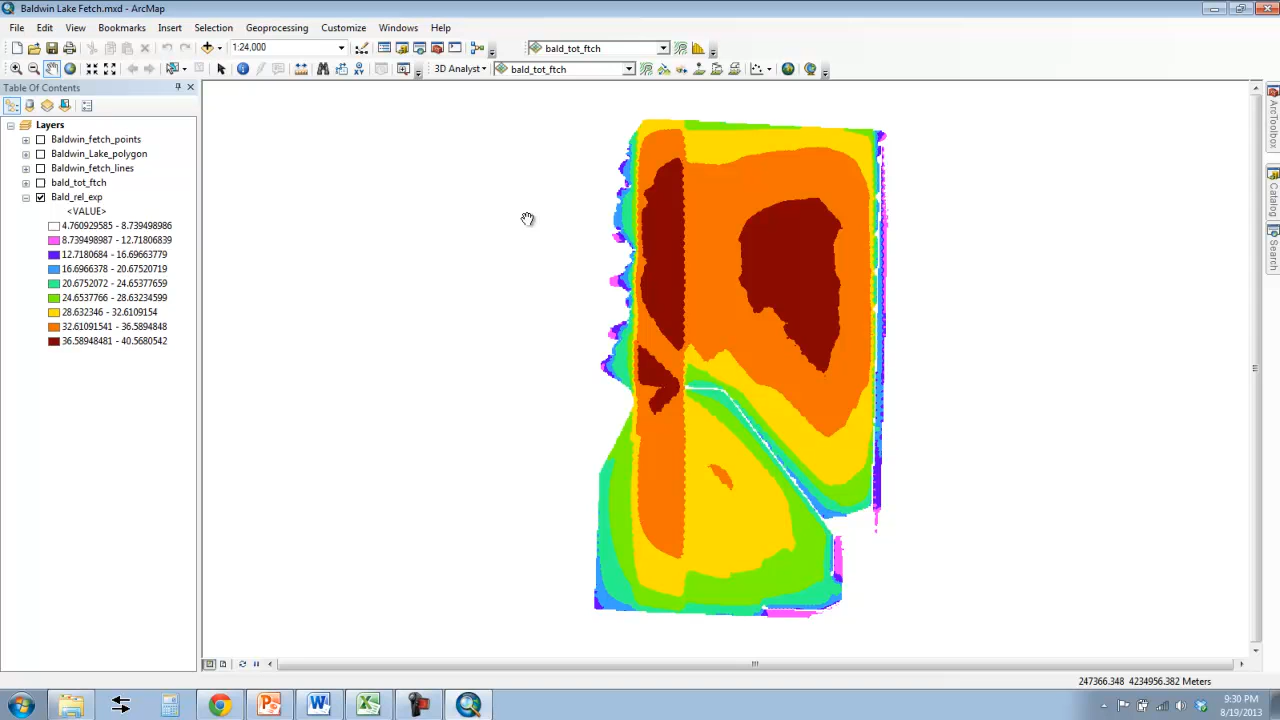 Baldwin Lake Fetch.mxd - ArcMap
File Edit View Bookmarks Insert Selection Geoprocessing Customize Windows Help
1:24,000
bald_tot_ftch
3D Analyst
bald_tot_ftch
Table Of Contents
Layers
Baldwin_fetch_points
Baldwin_Lake_polygon
Baldwin_fetch_lines
bald_tot_ftch
Bald_rel_exp
<VALUE>
4.760929585 - 8.739498986
8.739498987 - 12.71806839
12.7180684 - 16.69663779
16.6966378 - 20.67520719
20.6752072 - 24.65377659
24.6537766 - 28.63234599
28.632346 - 32.6109154
32.61091541 - 36.5894848
36.58948481 - 40.5680542
ArcToolbox
Catalog
Search
247366.348 4234956.382 Meters
9:30 PM
8/19/2013